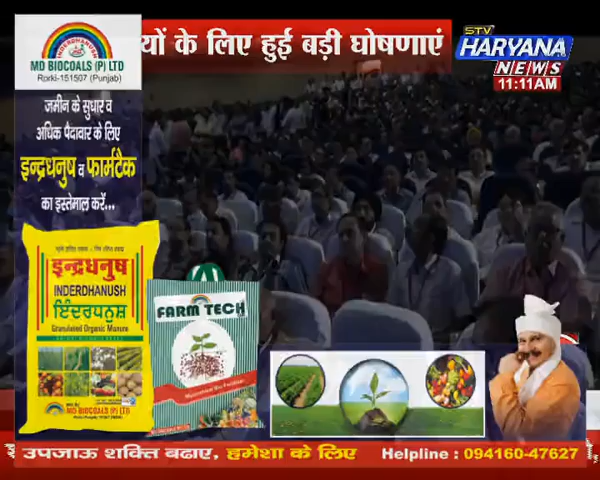 INDERDHANUSH
MD BIOCOALS (P) LTD
Rorki-151507 (Punjab)
यों के लिए हुई बड़ी घोषणाएं
STV
HARYANA
NEWS
11:11AM
जमीन के सुधार व
अधिक पैदावार के लिए
इन्द्रधनुष व फार्मटैक
का इस्तेमाल करें...
इन्द्रधनुष
INDERDHANUSH
ਇੰਦਰਧਨੁਸ਼
Granulated Organic Manure
MD BIOCOALS (P) LTD
FARM TECH
उपजाऊ शक्ति बढाए, हमेशा के लिए
Helpline : 094160-47627